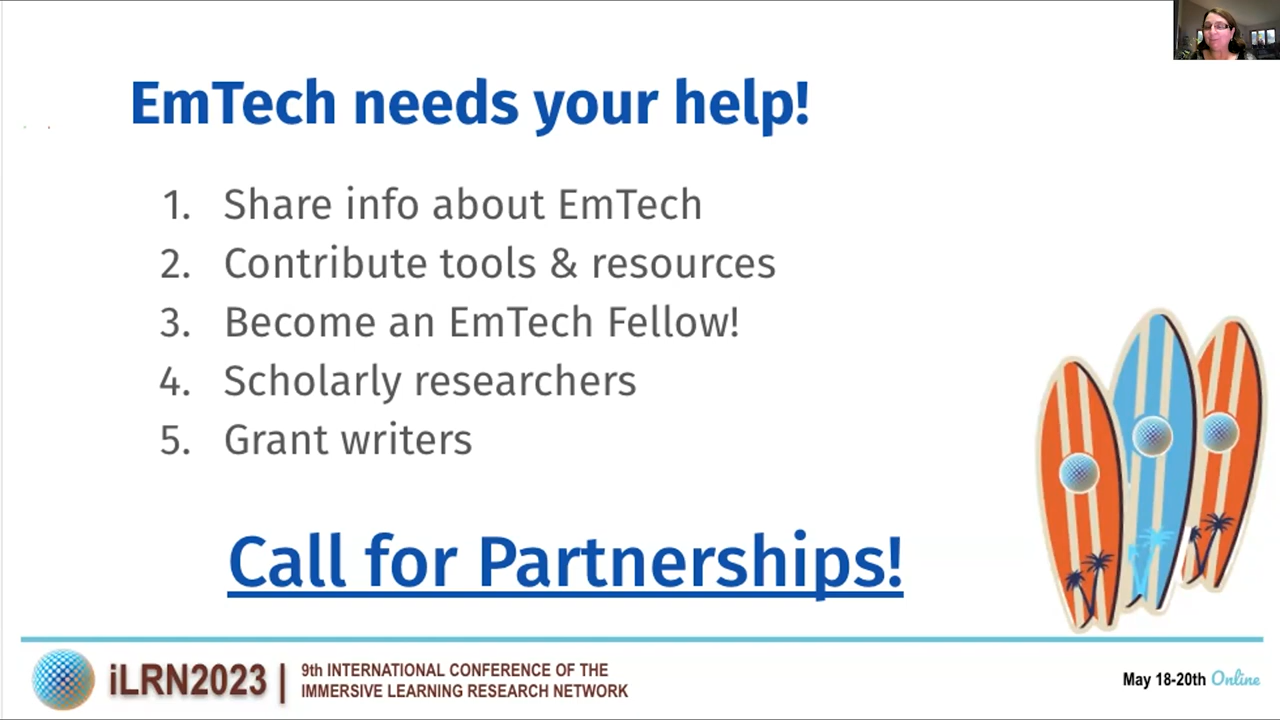 EmTech needs your help!
1. Share info about EmTech
2. Contribute tools & resources
3. Become an EmTech Fellow!
4. Scholarly researchers
5. Grant writers
Call for Partnerships!
iLRN2023 |
9th INTERNATIONAL CONFERENCE OF THE
IMMERSIVE LEARNING RESEARCH NETWORK
May 18-20th Online